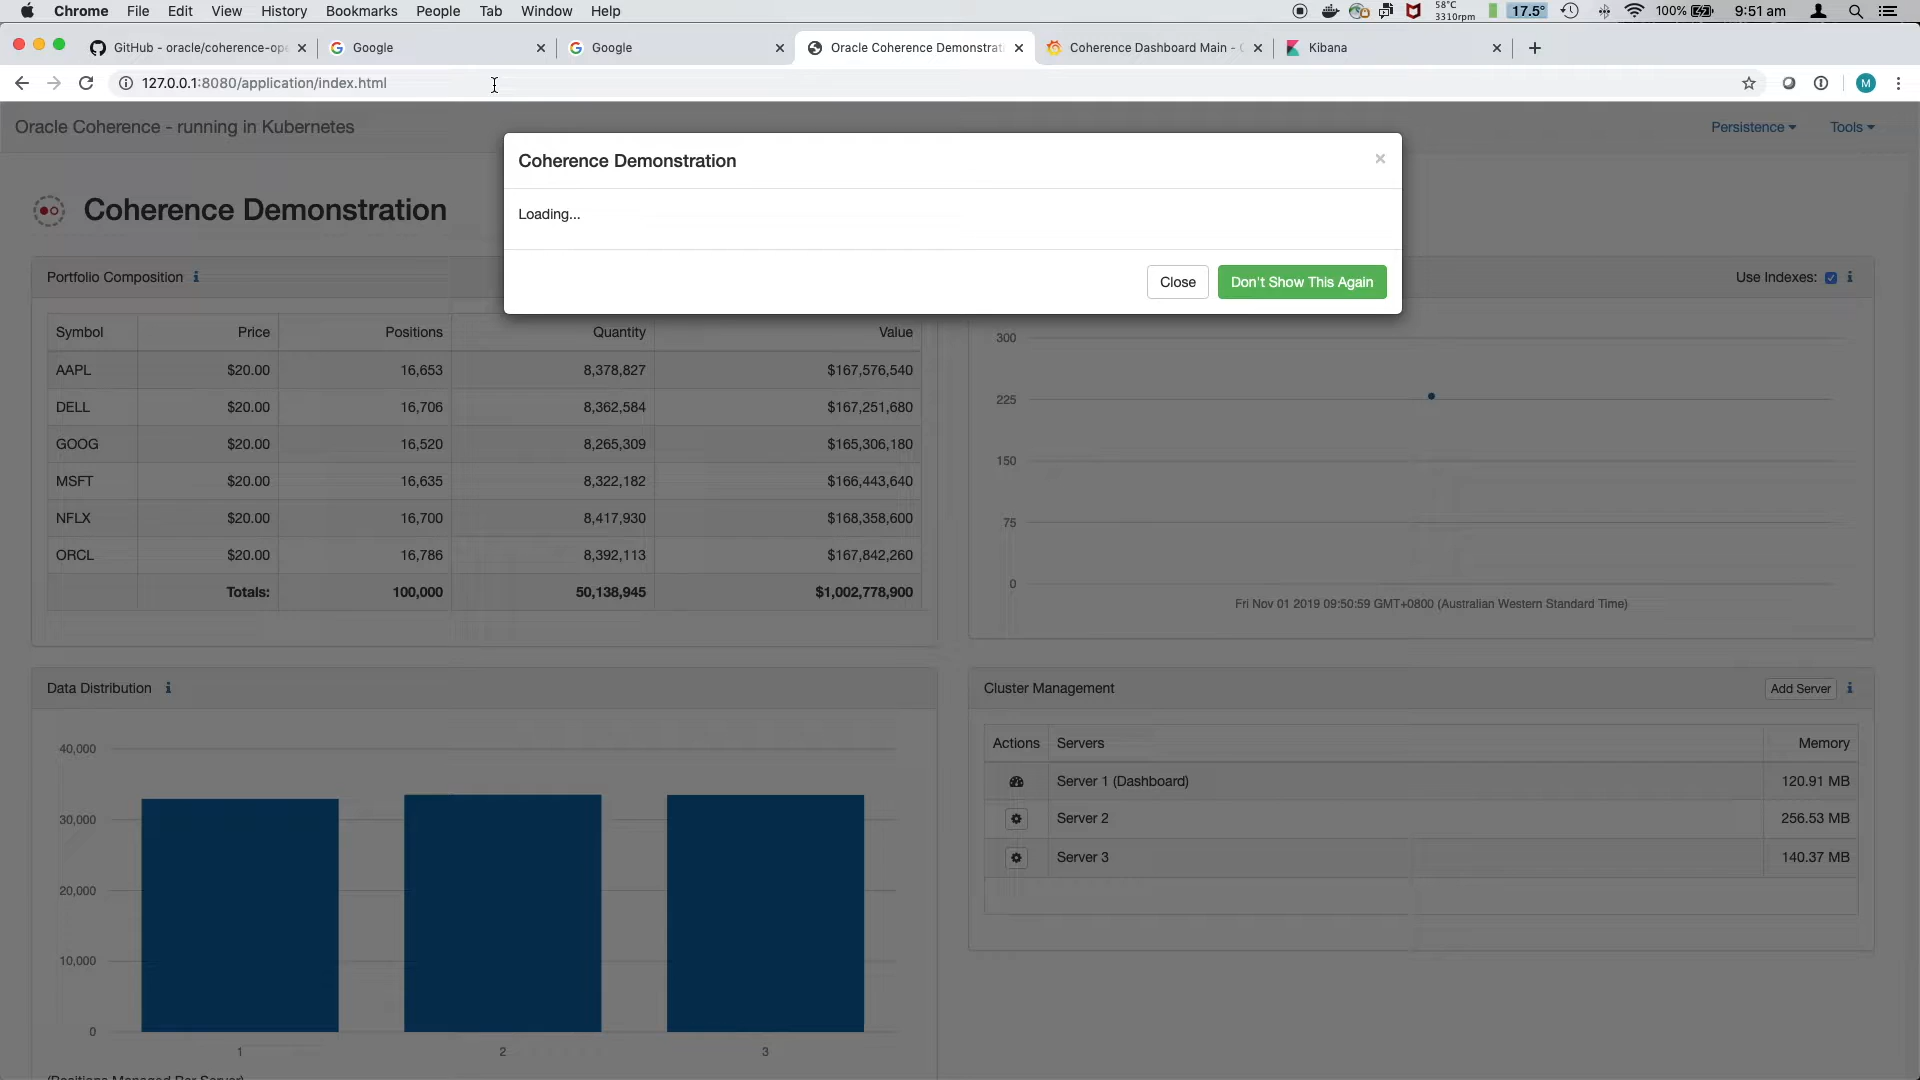 Chrome File Edit View History Bookmarks People Tab Window Help 58°C 3310rpm 17.5° 100% 9:51 am
GitHub - oracle/coherence-ope Google Google Oracle Coherence Demonstrati Coherence Dashboard Main - Kibana
127.0.0.1:8080/application/index.html M
Oracle Coherence - running in Kubernetes Persistence Tools
Coherence Demonstration ×
Loading...
Close Don't Show This Again
Coherence Demonstration
Portfolio Composition i
Symbol Price Positions Quantity Value
AAPL $20.00 16,653 8,378,827 $167,576,540
DELL $20.00 16,706 8,362,584 $167,251,680
GOOG $20.00 16,520 8,265,309 $165,306,180
MSFT $20.00 16,635 8,322,182 $166,443,640
NFLX $20.00 16,700 8,417,930 $168,358,600
ORCL $20.00 16,786 8,392,113 $167,842,260
Totals: 100,000 50,138,945 $1,002,778,900
Use Indexes: i
300
225
150
75
0
Fri Nov 01 2019 09:50:59 GMT+0800 (Australian Western Standard Time)
Data Distribution i
40,000
30,000
20,000
10,000
0
1 2 3
(Positions Managed Per Server)
Cluster Management Add Server i
Actions Servers Memory
Server 1 (Dashboard) 120.91 MB
Server 2 256.53 MB
Server 3 140.37 MB